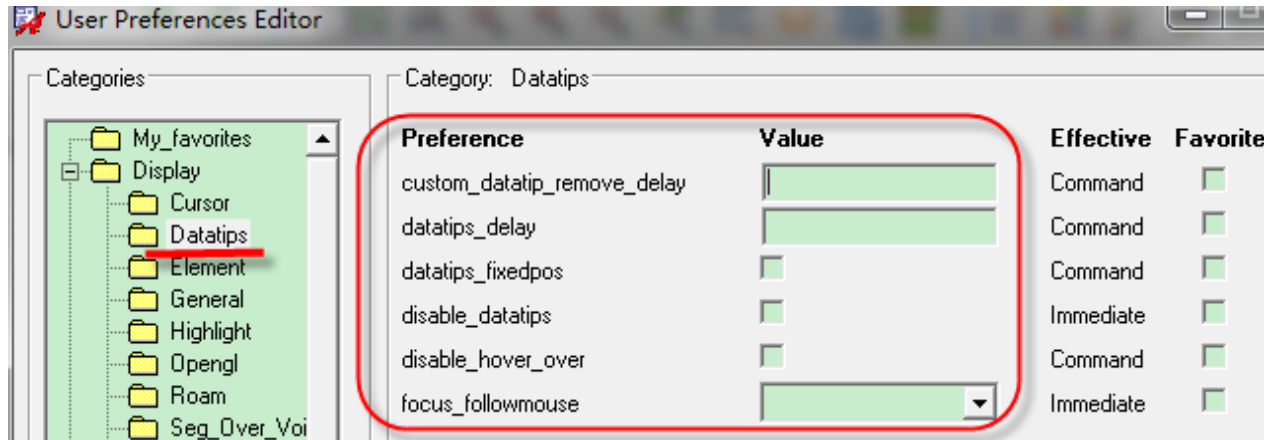 User Preferences Editor
Categories
My_favorites
Display
Cursor
Datatips
Element
General
Highlight
Opengl
Roam
Seg_Over_Voi
Category: Datatips
Preference Value Effective Favorite
custom_datatip_remove_delay Command
datatips_delay Command
datatips_fixedpos Command
disable_datatips Immediate
disable_hover_over Command
focus_followmouse Immediate